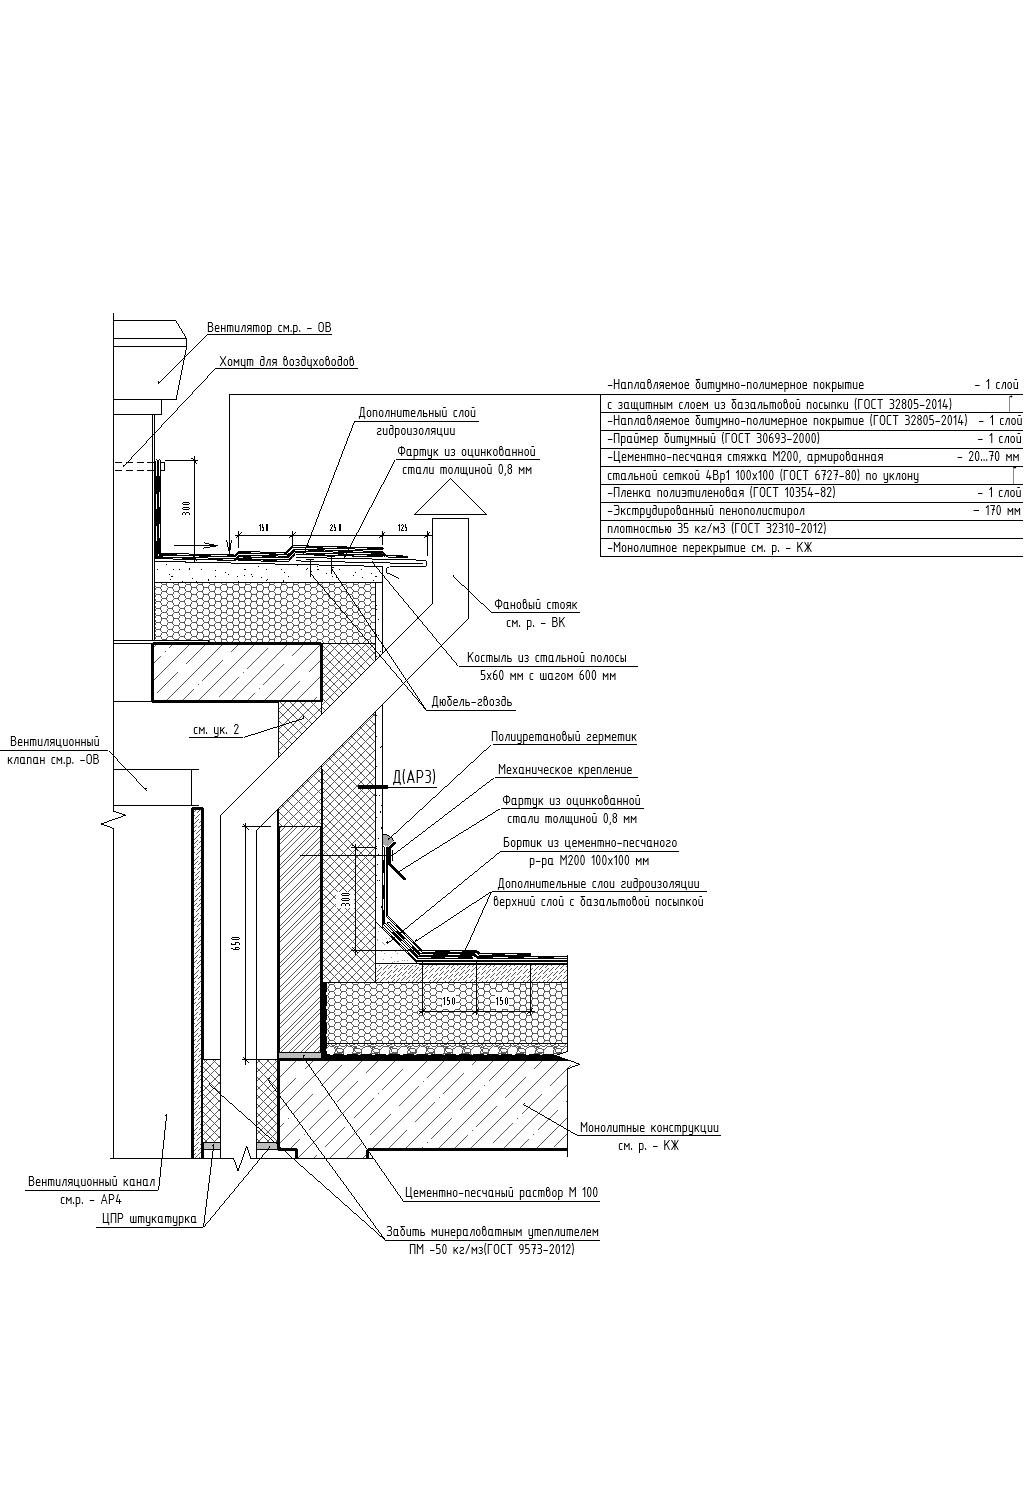 Вентилятор см.р. - ОВ
Хомут для воздуховодов
-Наплавляемое битумно-полимерное покрытие - 1 слой
с защитным слоем из базальтовой посыпки (ГОСТ 32805-2014)
-Наплавляемое битумно-полимерное покрытие (ГОСТ 32805-2014) - 1 слой
-Праймер битумный (ГОСТ 30693-2000) - 1 слой
-Цементно-песчаная стяжка М200, армированная - 20...70 мм
стальной сеткой 4Вр1 100х100 (ГОСТ 6727-80) по уклону
-Пленка полиэтиленовая (ГОСТ 10354-82) - 1 слой
-Экструдированный пенополистирол - 170 мм
плотностью 35 кг/м3 (ГОСТ 32310-2012)
-Монолитное перекрытие см. р. - КЖ
Дополнительный слой
гидроизоляции
Фартук из оцинкованной
стали толщиной 0,8 мм
300
150 250 125
Фановый стояк
см. р. - ВК
Костыль из стальной полосы
5х60 мм с шагом 600 мм
Дюбель-гвоздь
см. ук. 2
Вентиляционный
клапан см.р. -ОВ
Полиуретановый герметик
Механическое крепление
Д(АР3)
Фартук из оцинкованной
стали толщиной 0,8 мм
Бортик из цементно-песчаного
р-ра М200 100х100 мм
Дополнительные слои гидроизоляции
верхний слой с базальтовой посыпкой
300
650
150 150
Монолитные конструкции
см. р. - КЖ
Вентиляционный канал
см.р. - АР4
ЦПР штукатурка
Цементно-песчаный раствор М 100
Забить минераловатным утеплителем
ПМ -50 кг/мз(ГОСТ 9573-2012)